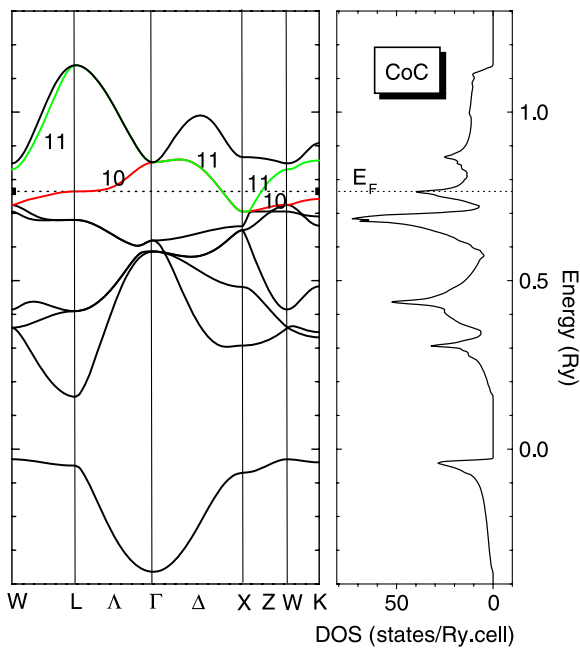 CoC
11
10
11
11
10
E_F
1.0
0.5
0.0
Energy (Ry)
W L Λ Γ Δ X Z W K
50 0
DOS (states/Ry.cell)